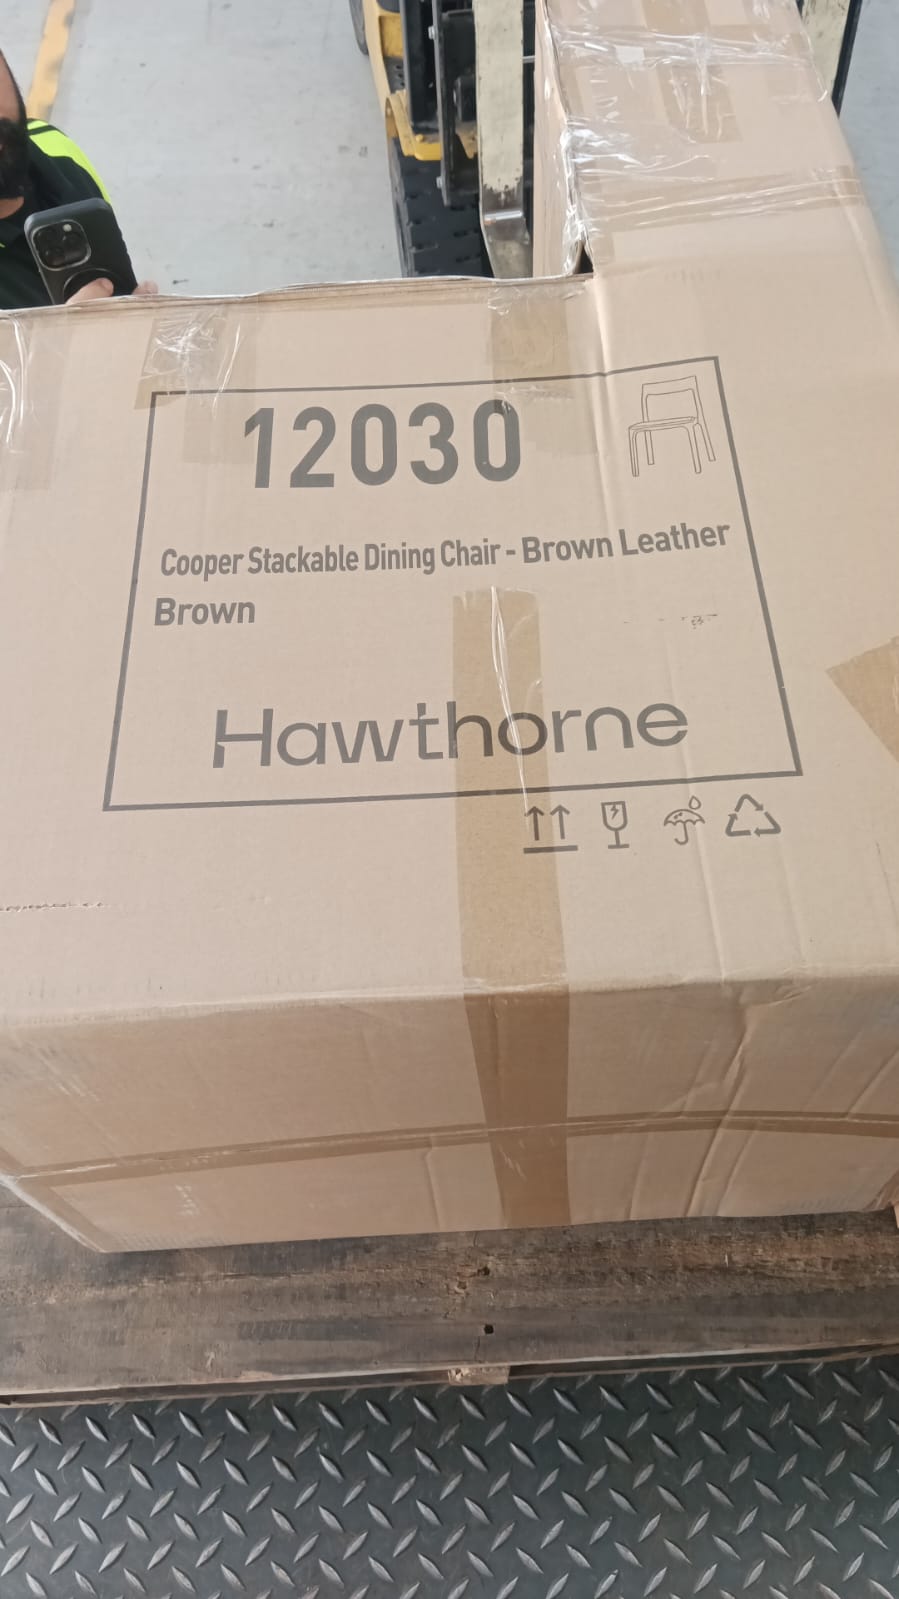 12030
Cooper Stackable Dining Chair - Brown Leather
Brown
Hawthorne